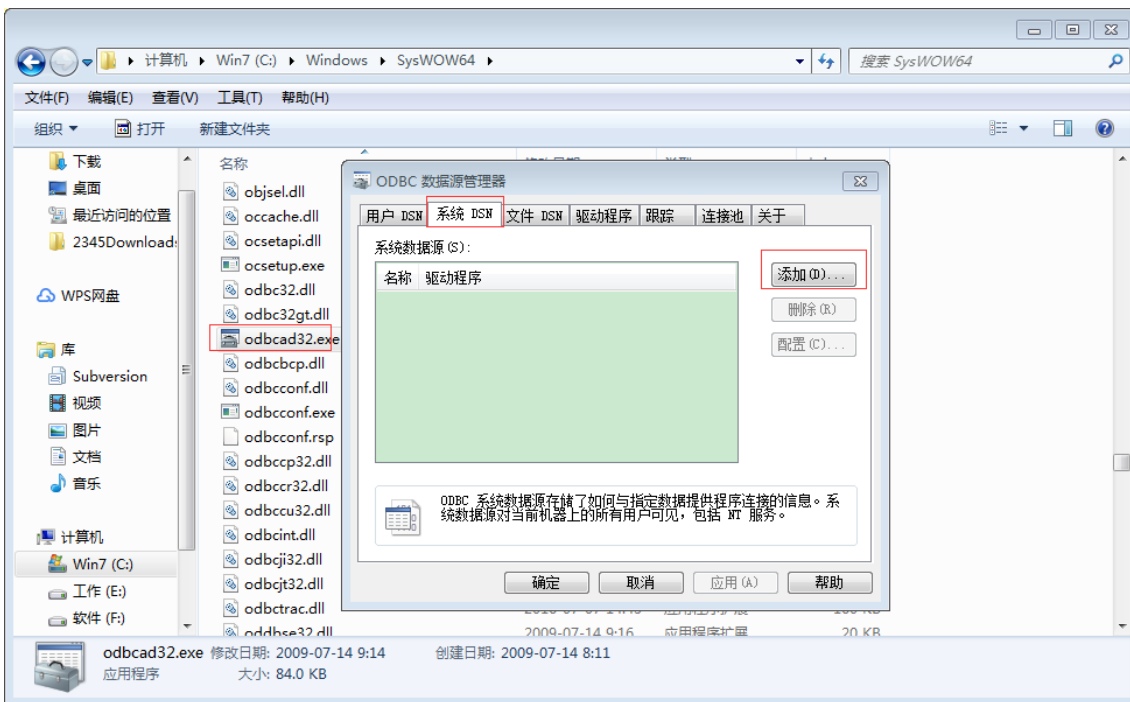 计算机 Win7 (C:) Windows SysWOW64
搜索 SysWOW64
文件(F) 编辑(E) 查看(V) 工具(T) 帮助(H)
组织 打开 新建文件夹
下载
桌面
最近访问的位置
2345Download
WPS网盘
库
Subversion
视频
图片
文档
音乐
计算机
Win7 (C:)
工作 (E:)
软件 (F:)
名称
objsel.dll
occache.dll
ocsetapi.dll
ocsetup.exe
odbc32.dll
odbc32gt.dll
odbcad32.exe
odbcbcp.dll
odbcconf.dll
odbcconf.exe
odbcconf.rsp
odbccp32.dll
odbccr32.dll
odbccu32.dll
odbcint.dll
odbcji32.dll
odbcjt32.dll
odbctrac.dll
oddbse32.dll 2009-07-14 9:16 应用程序扩展 20 KB
ODBC 数据源管理器
用户 DSN 系统 DSN 文件 DSN 驱动程序 跟踪 连接池 关于
系统数据源(S):
名称 驱动程序
添加(D)...
删除(R)
配置(C)...
ODBC 系统数据源存储了如何与指定数据提供程序连接的信息。系
统数据源对当前机器上的所有用户可见，包括 NT 服务。
确定 取消 应用(A) 帮助
odbcad32.exe 修改日期: 2009-07-14 9:14 创建日期: 2009-07-14 8:11
应用程序 大小: 84.0 KB